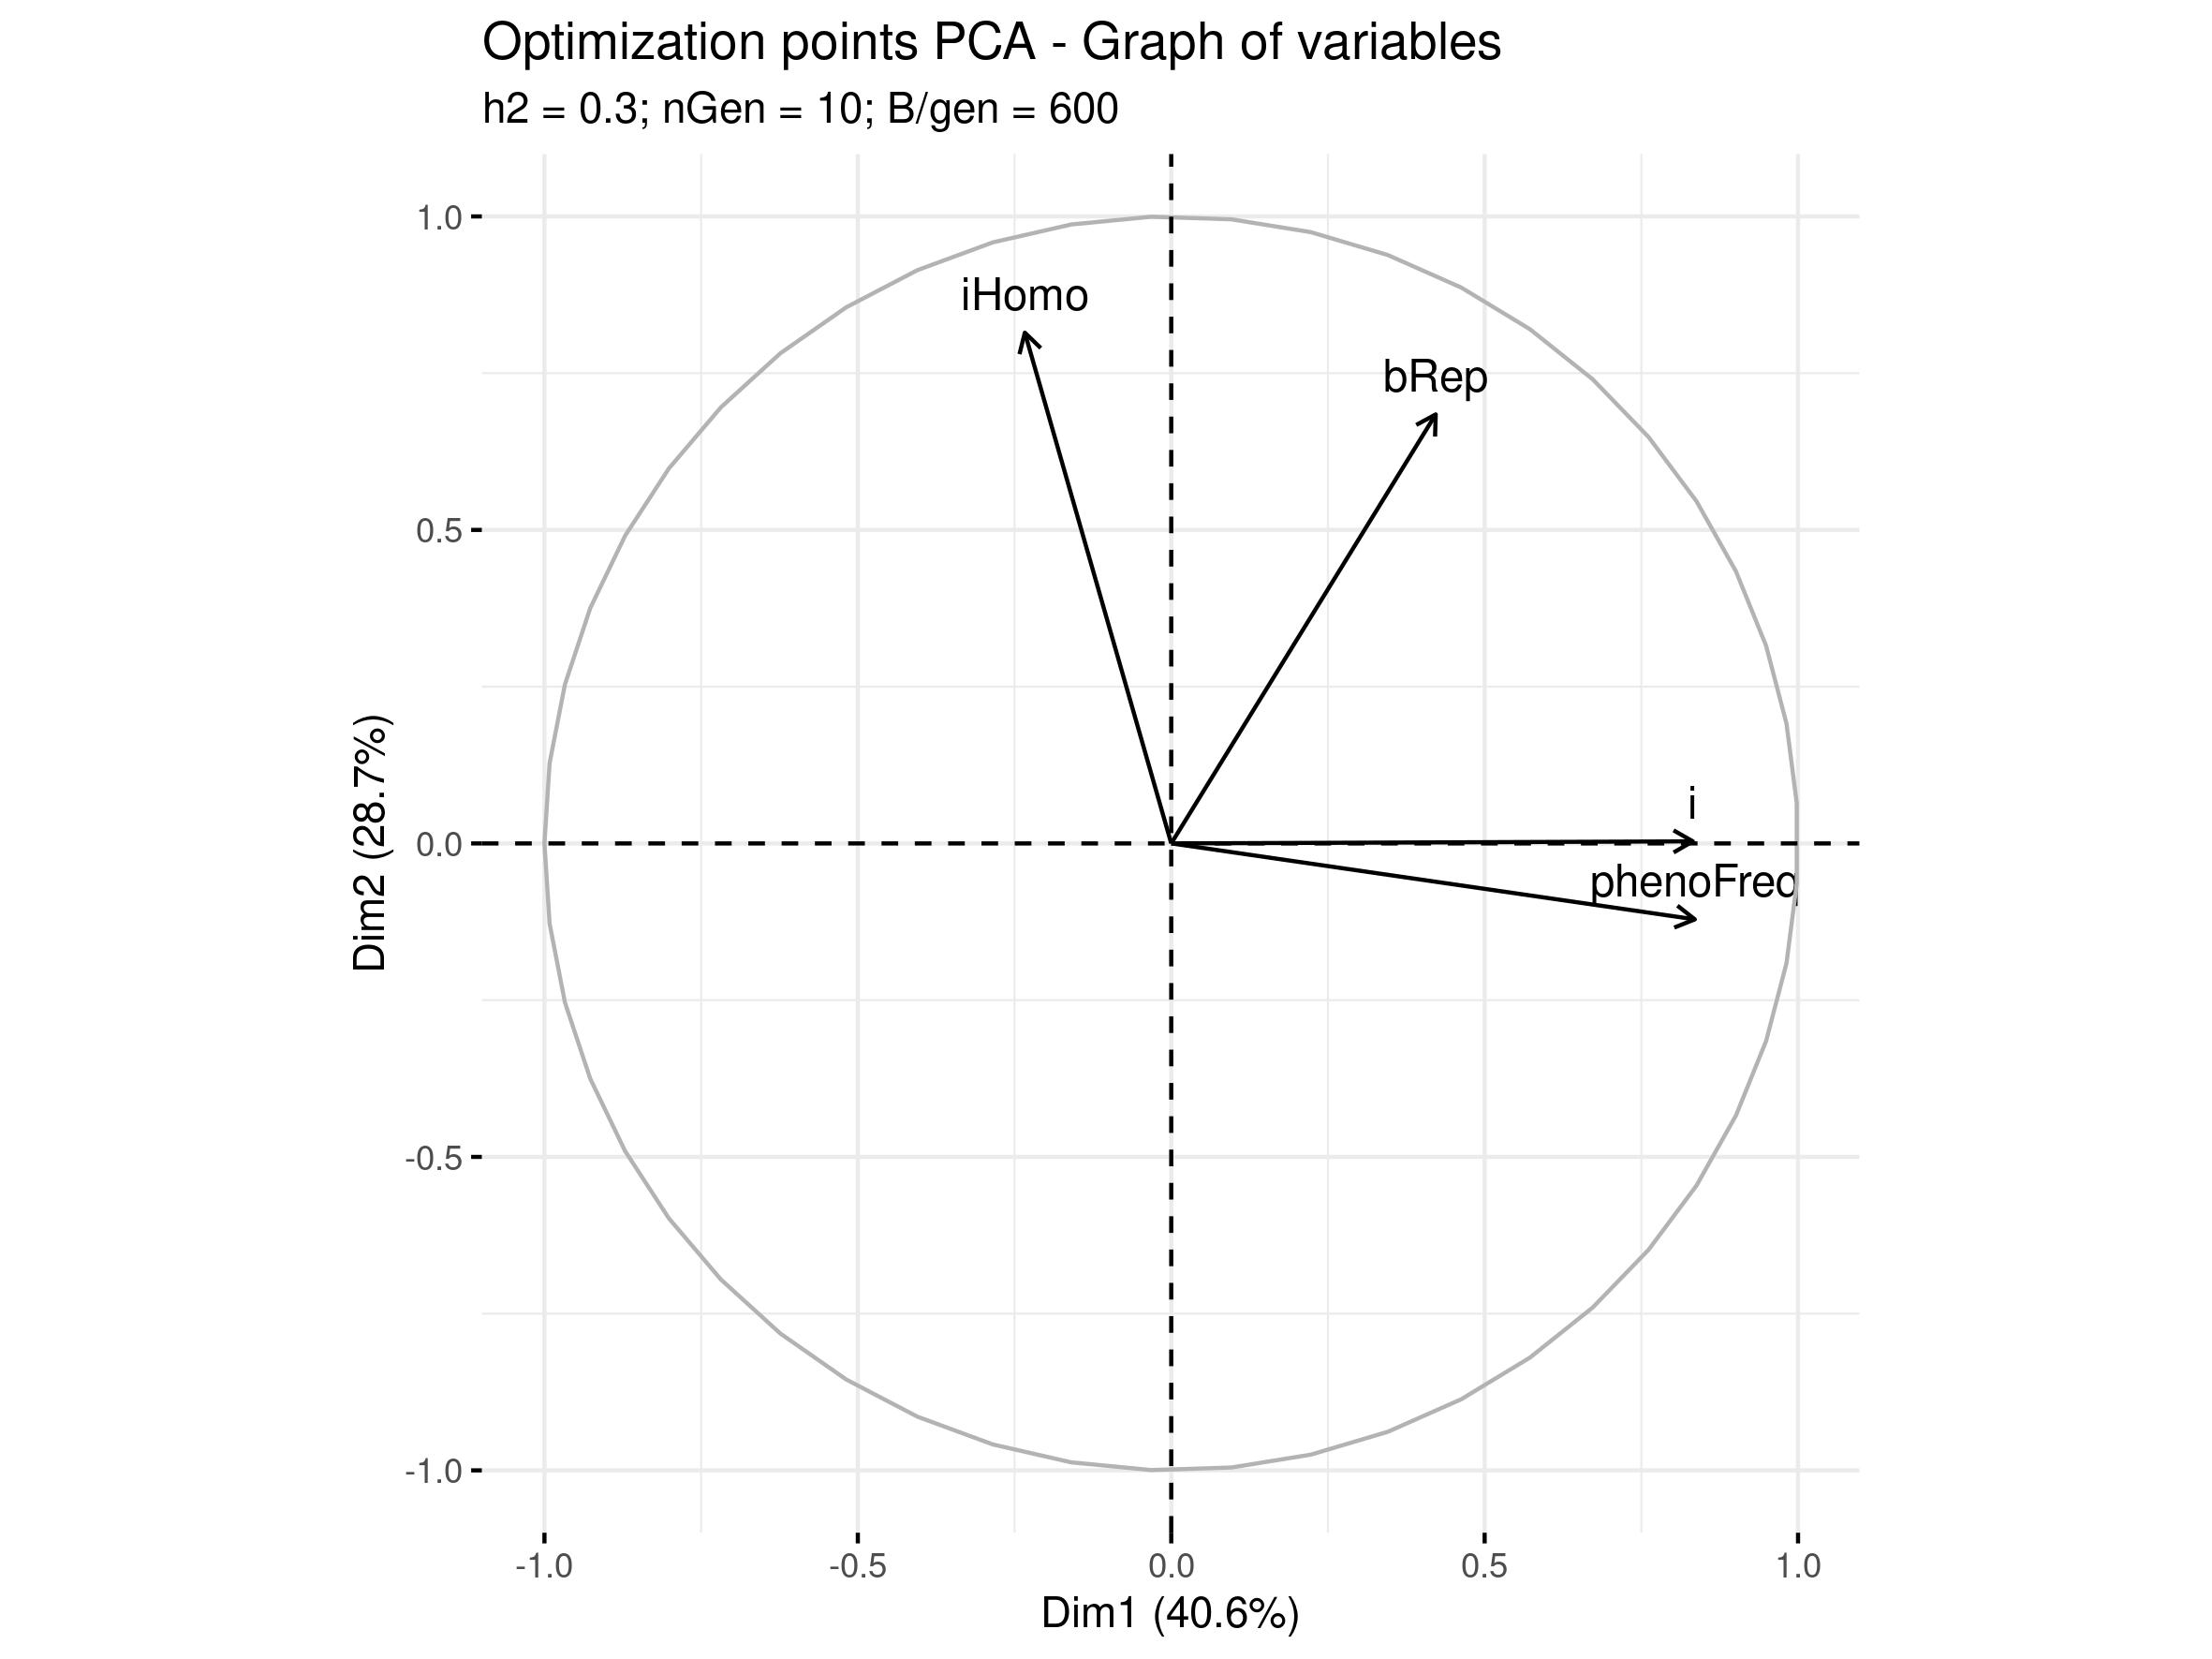 Optimization points PCA - Graph of variables
h2 = 0.3; nGen = 10; B/gen = 600
1.0
0.5
0.0
-0.5
-1.0
Dim2 (28.7%)
iHomo
bRep
i
phenoFreq
-1.0
-0.5
0.0
0.5
1.0
Dim1 (40.6%)